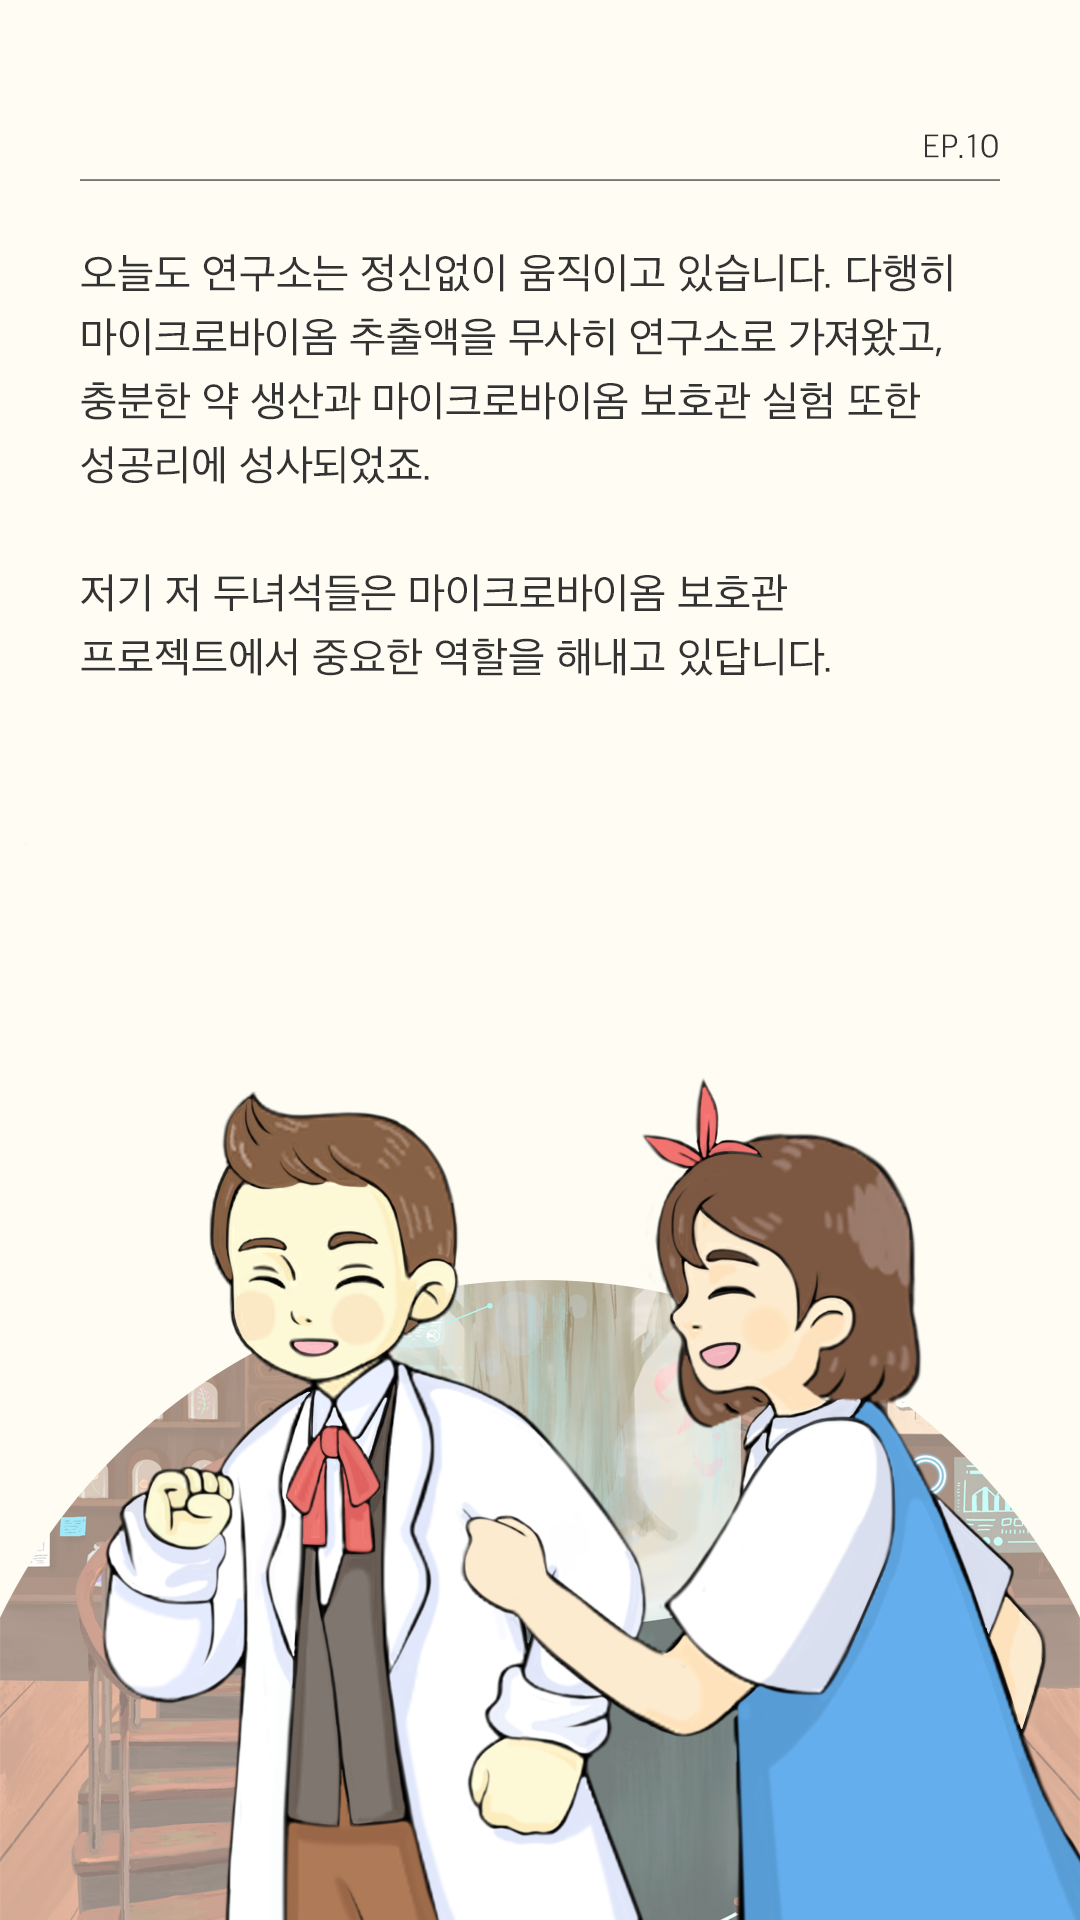 EP.10
오늘도 연구소는 정신없이 움직이고 있습니다. 다행히
마이크로바이옴 추출액을 무사히 연구소로 가져왔고,
충분한 약 생산과 마이크로바이옴 보호관 실험 또한
성공리에 성사되었죠.
저기 저 두녀석들은 마이크로바이옴 보호관
프로젝트에서 중요한 역할을 해내고 있답니다.